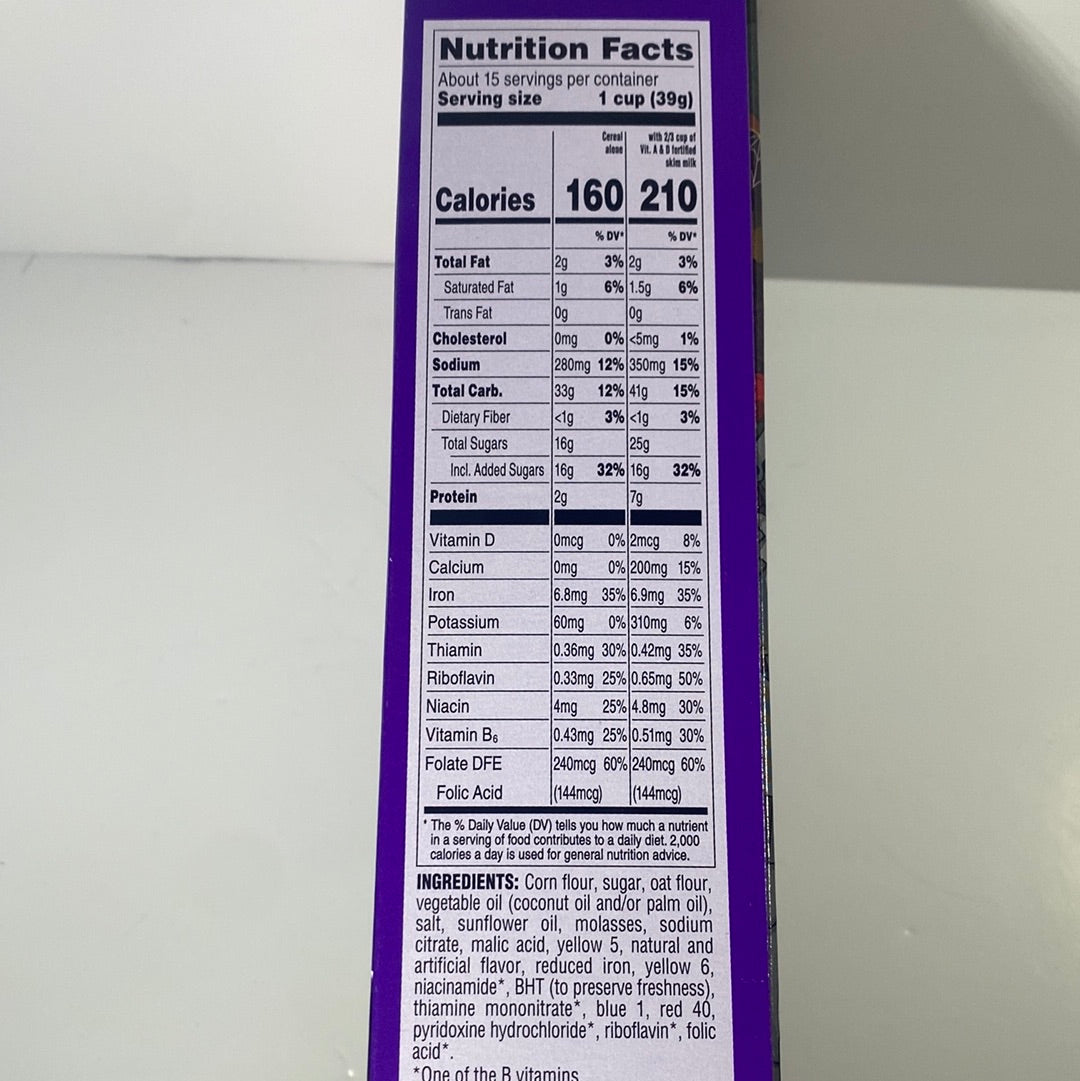 Nutrition Facts
About 15 servings per container
Serving size 1 cup (39g)
Cereal alone with 2/3 cup of Vit. A & D fortified skim milk
Calories 160 210
% DV* % DV*
Total Fat 2g 3% 2g 3%
Saturated Fat 1g 6% 1.5g 6%
Trans Fat 0g 0g
Cholesterol 0mg 0% <5mg 1%
Sodium 280mg 12% 350mg 15%
Total Carb. 33g 12% 41g 15%
Dietary Fiber <1g 3% <1g 3%
Total Sugars 16g 25g
Incl. Added Sugars 16g 32% 16g 32%
Protein 2g 7g
Vitamin D 0mcg 0% 2mcg 8%
Calcium 0mg 0% 200mg 15%
Iron 6.8mg 35% 6.9mg 35%
Potassium 60mg 0% 310mg 6%
Thiamin 0.36mg 30% 0.42mg 35%
Riboflavin 0.33mg 25% 0.65mg 50%
Niacin 4mg 25% 4.8mg 30%
Vitamin B6 0.43mg 25% 0.51mg 30%
Folate DFE 240mcg 60% 240mcg 60%
Folic Acid (144mcg) (144mcg)
* The % Daily Value (DV) tells you how much a nutrient
in a serving of food contributes to a daily diet. 2,000
calories a day is used for general nutrition advice.
INGREDIENTS: Corn flour, sugar, oat flour,
vegetable oil (coconut oil and/or palm oil),
salt, sunflower oil, molasses, sodium
citrate, malic acid, yellow 5, natural and
artificial flavor, reduced iron, yellow 6,
niacinamide*, BHT (to preserve freshness),
thiamine mononitrate*, blue 1, red 40,
pyridoxine hydrochloride*, riboflavin*, folic
acid*.
*One of the B vitamins